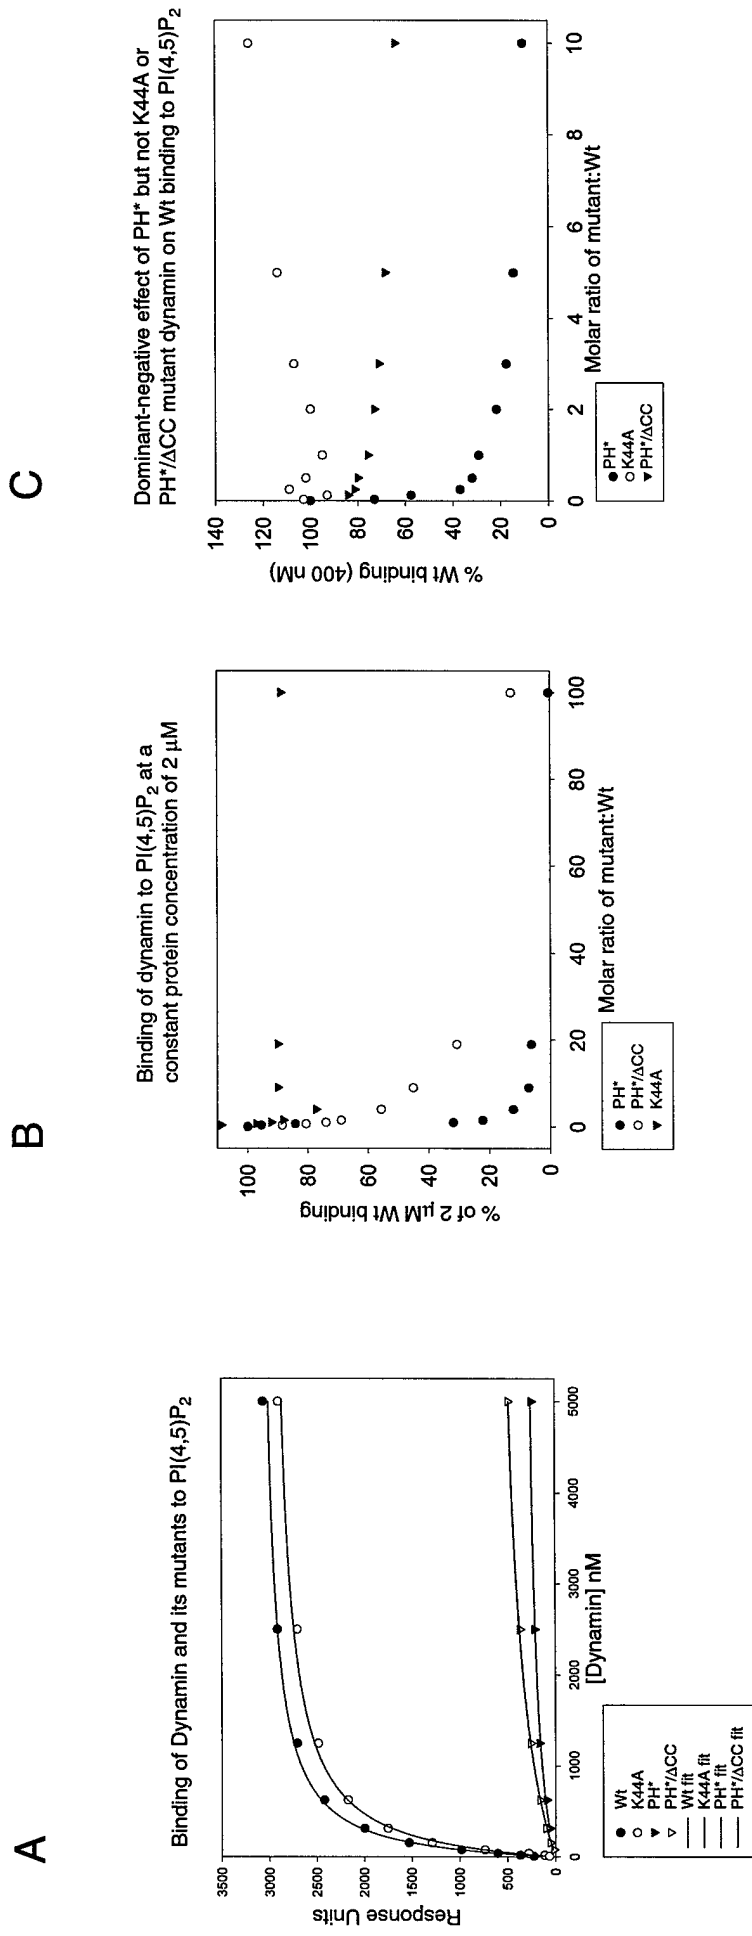 A
Binding of Dynamin and its mutants to PI(4,5)P2
3500
3000
2500
2000
1500
1000
500
0
Response Units
0
1000
2000
3000
4000
5000
[Dynamin] nM
Wt
K44A
PH*
PH*/ΔCC
Wt fit
K44A fit
PH* fit
PH*/ΔCC fit
B
Binding of dynamin to PI(4,5)P2 at a
constant protein concentration of 2 μM
100
80
60
40
20
0
% of 2 μM Wt binding
0
20
40
60
80
100
Molar ratio of mutant:Wt
PH*
PH*/ΔCC
K44A
C
Dominant-negative effect of PH* but not K44A or
PH*/ΔCC mutant dynamin on Wt binding to PI(4,5)P2
140
120
100
80
60
40
20
0
% Wt binding (400 nM)
0
2
4
6
8
10
Molar ratio of mutant:Wt
PH*
K44A
PH*/ΔCC